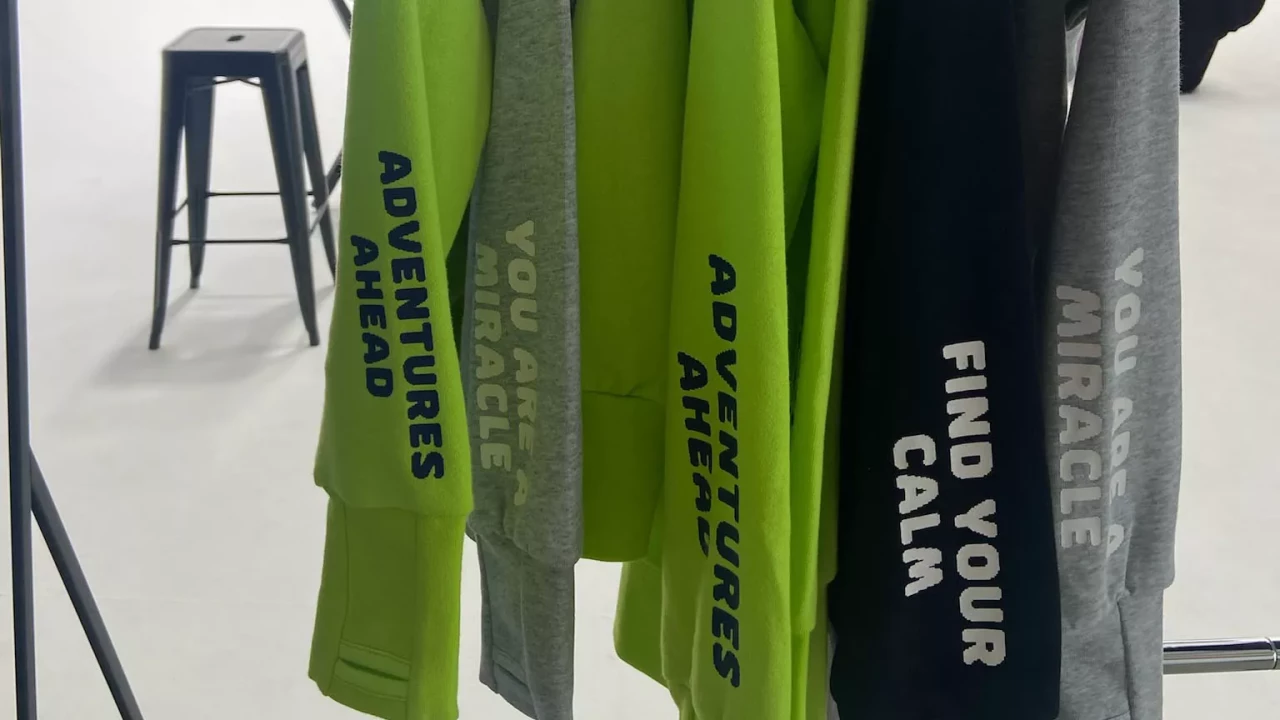 ADVENTURES
AHEAD
YOU ARE A
MIRACLE
ADVENTURES
AHEAD
FIND YOUR
CALM
YOU ARE A
MIRACLE